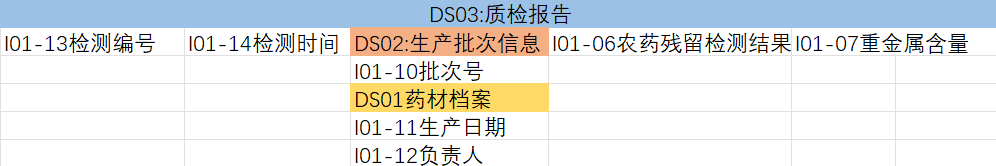 DS03:质检报告
I01-13检测编号 I01-14检测时间 DS02:生产批次信息 I01-06农药残留检测结果 I01-07重金属含量
I01-10批次号
DS01药材档案
I01-11生产日期
I01-12负责人